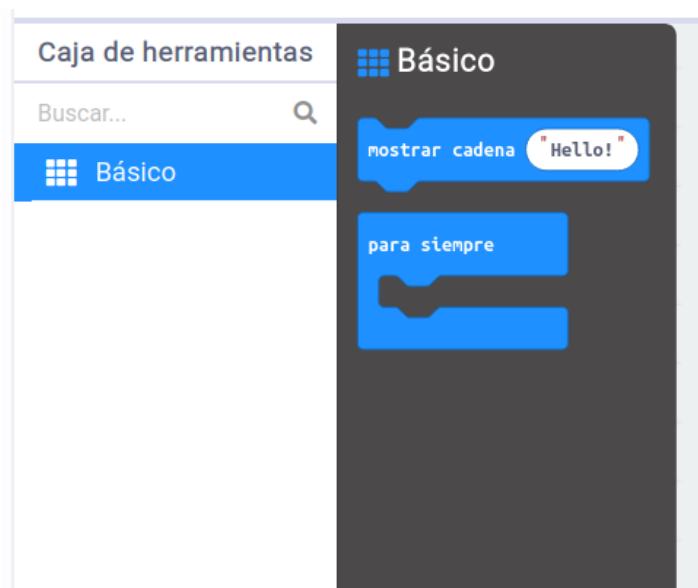 Caja de herramientas
Buscar...
Básico
Básico
mostrar cadena "Hello!"
para siempre